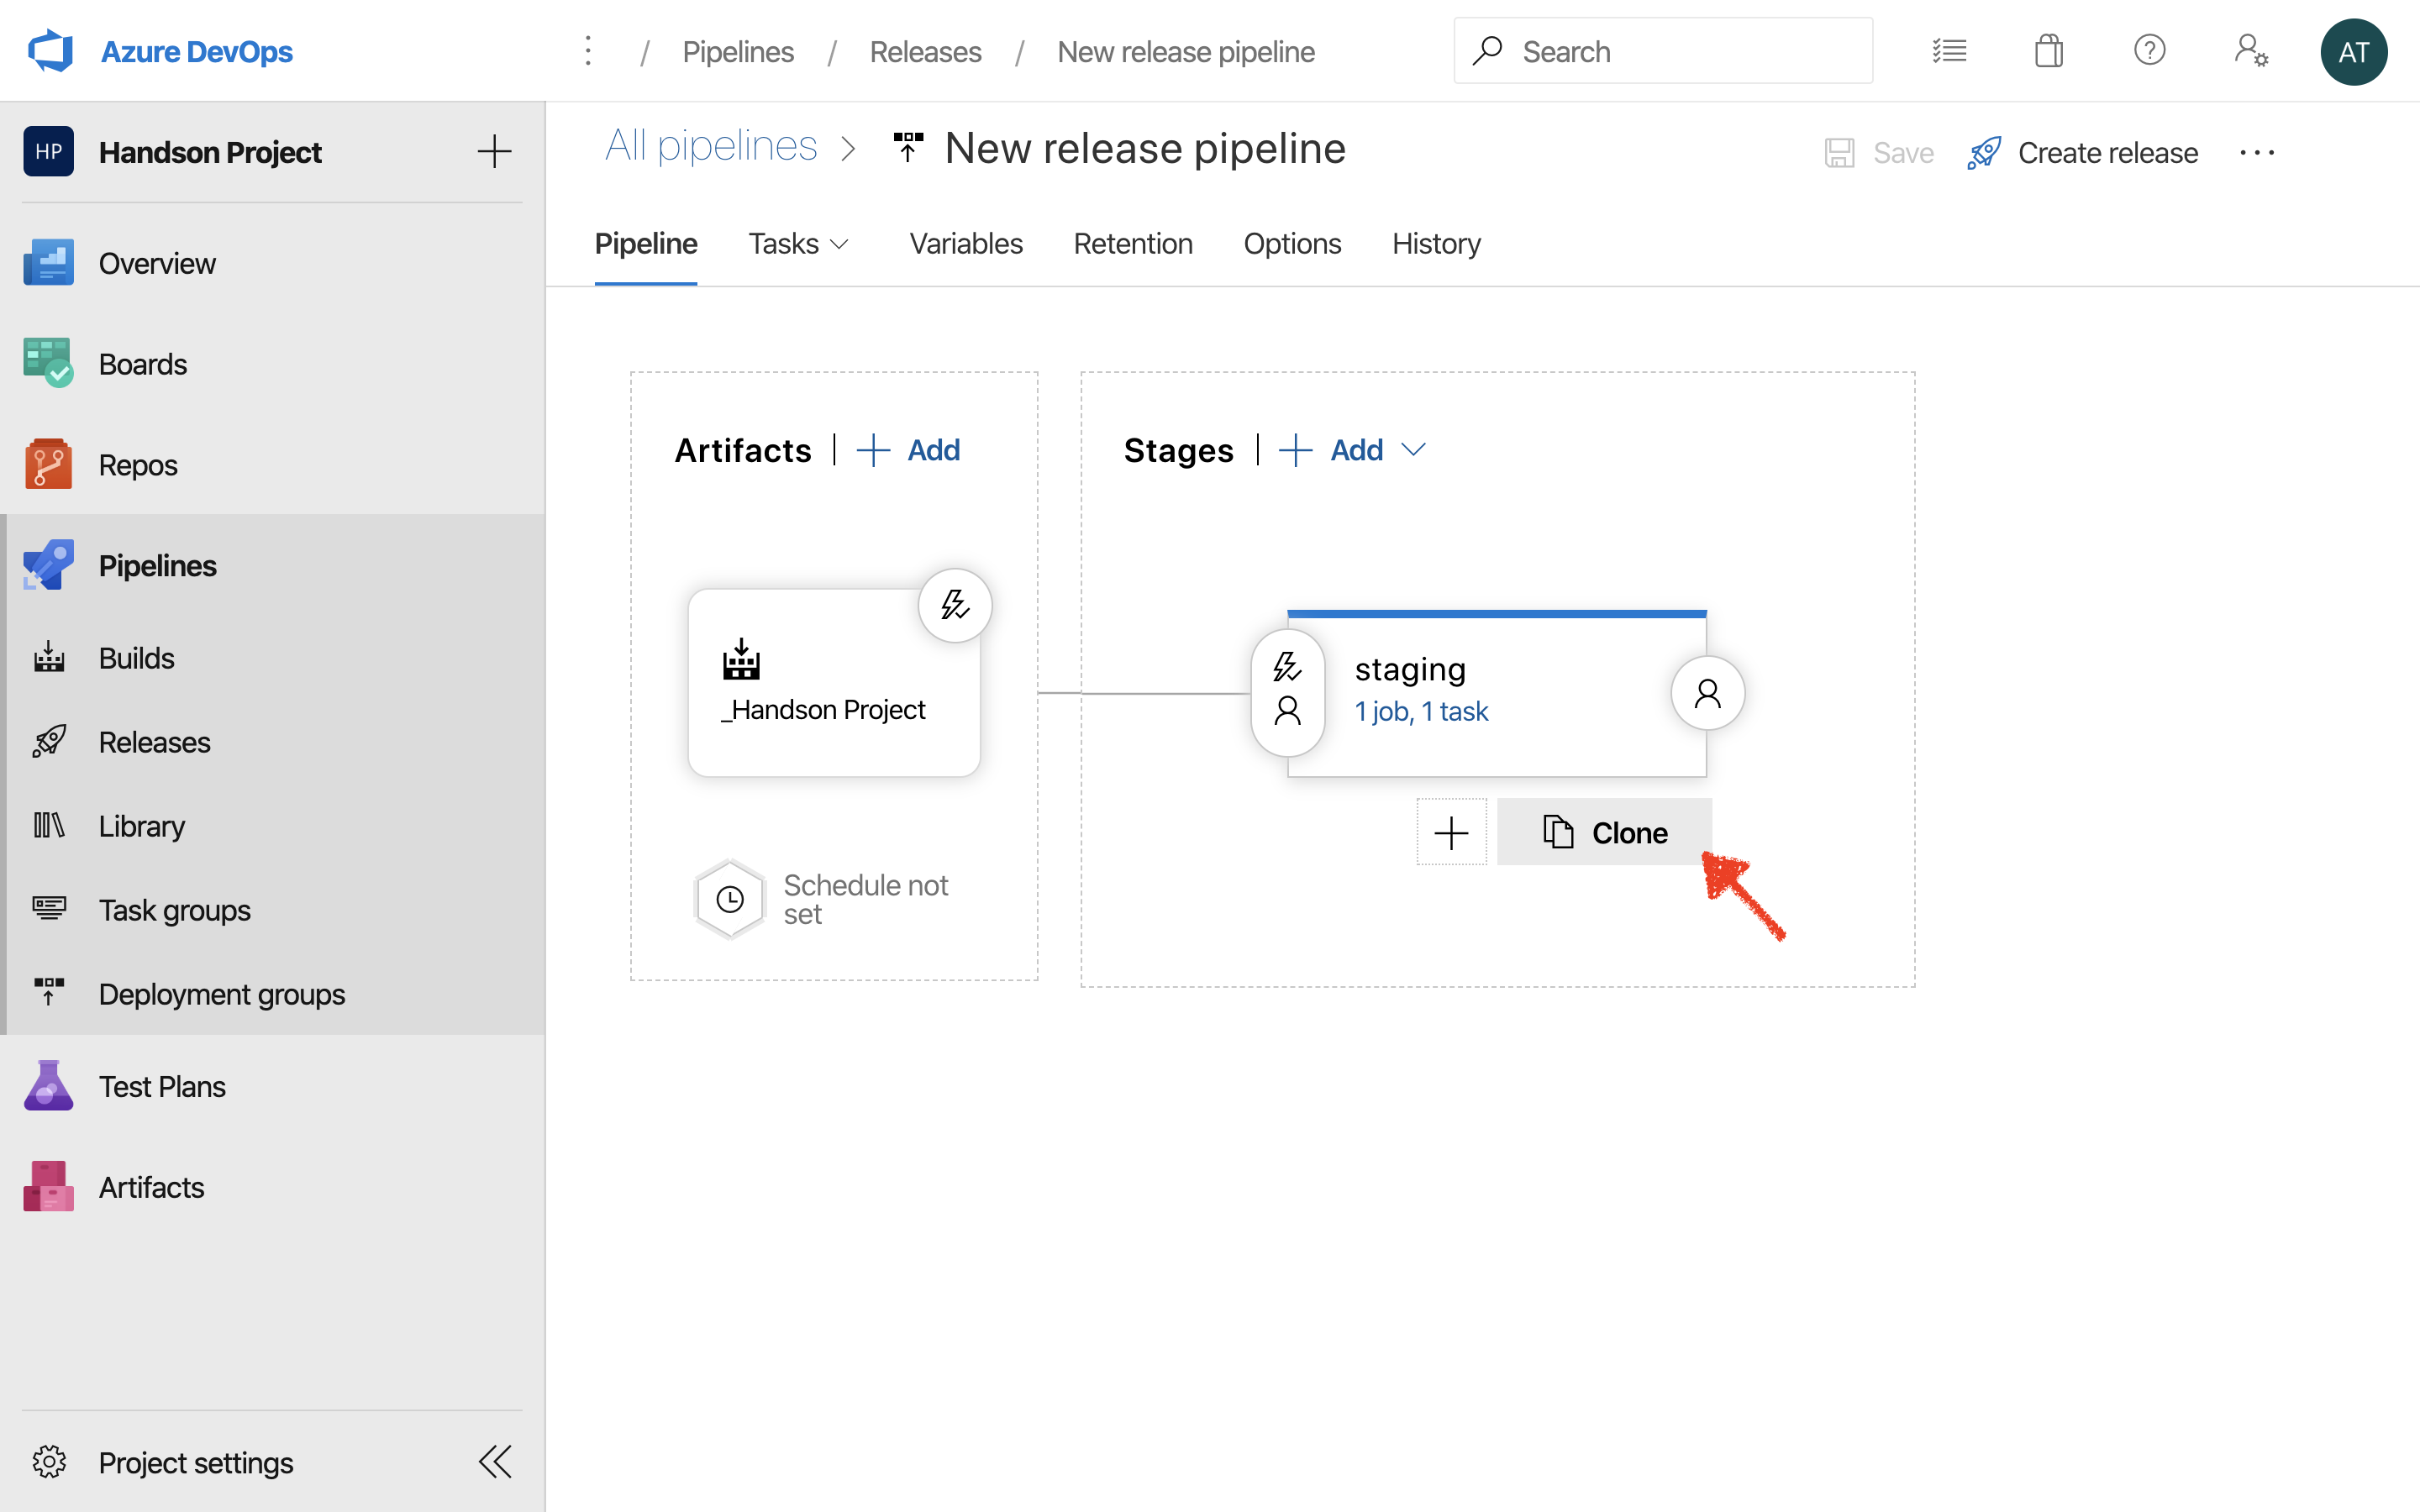 Azure DevOps
/ Pipelines / Releases / New release pipeline
Search
AT
HP Handson Project
Overview
Boards
Repos
Pipelines
Builds
Releases
Library
Task groups
Deployment groups
Test Plans
Artifacts
Project settings
All pipelines > New release pipeline
Save Create release ...
Pipeline Tasks Variables Retention Options History
Artifacts | + Add
_Handson Project
Schedule not
set
Stages | + Add
staging
1 job, 1 task
Clone